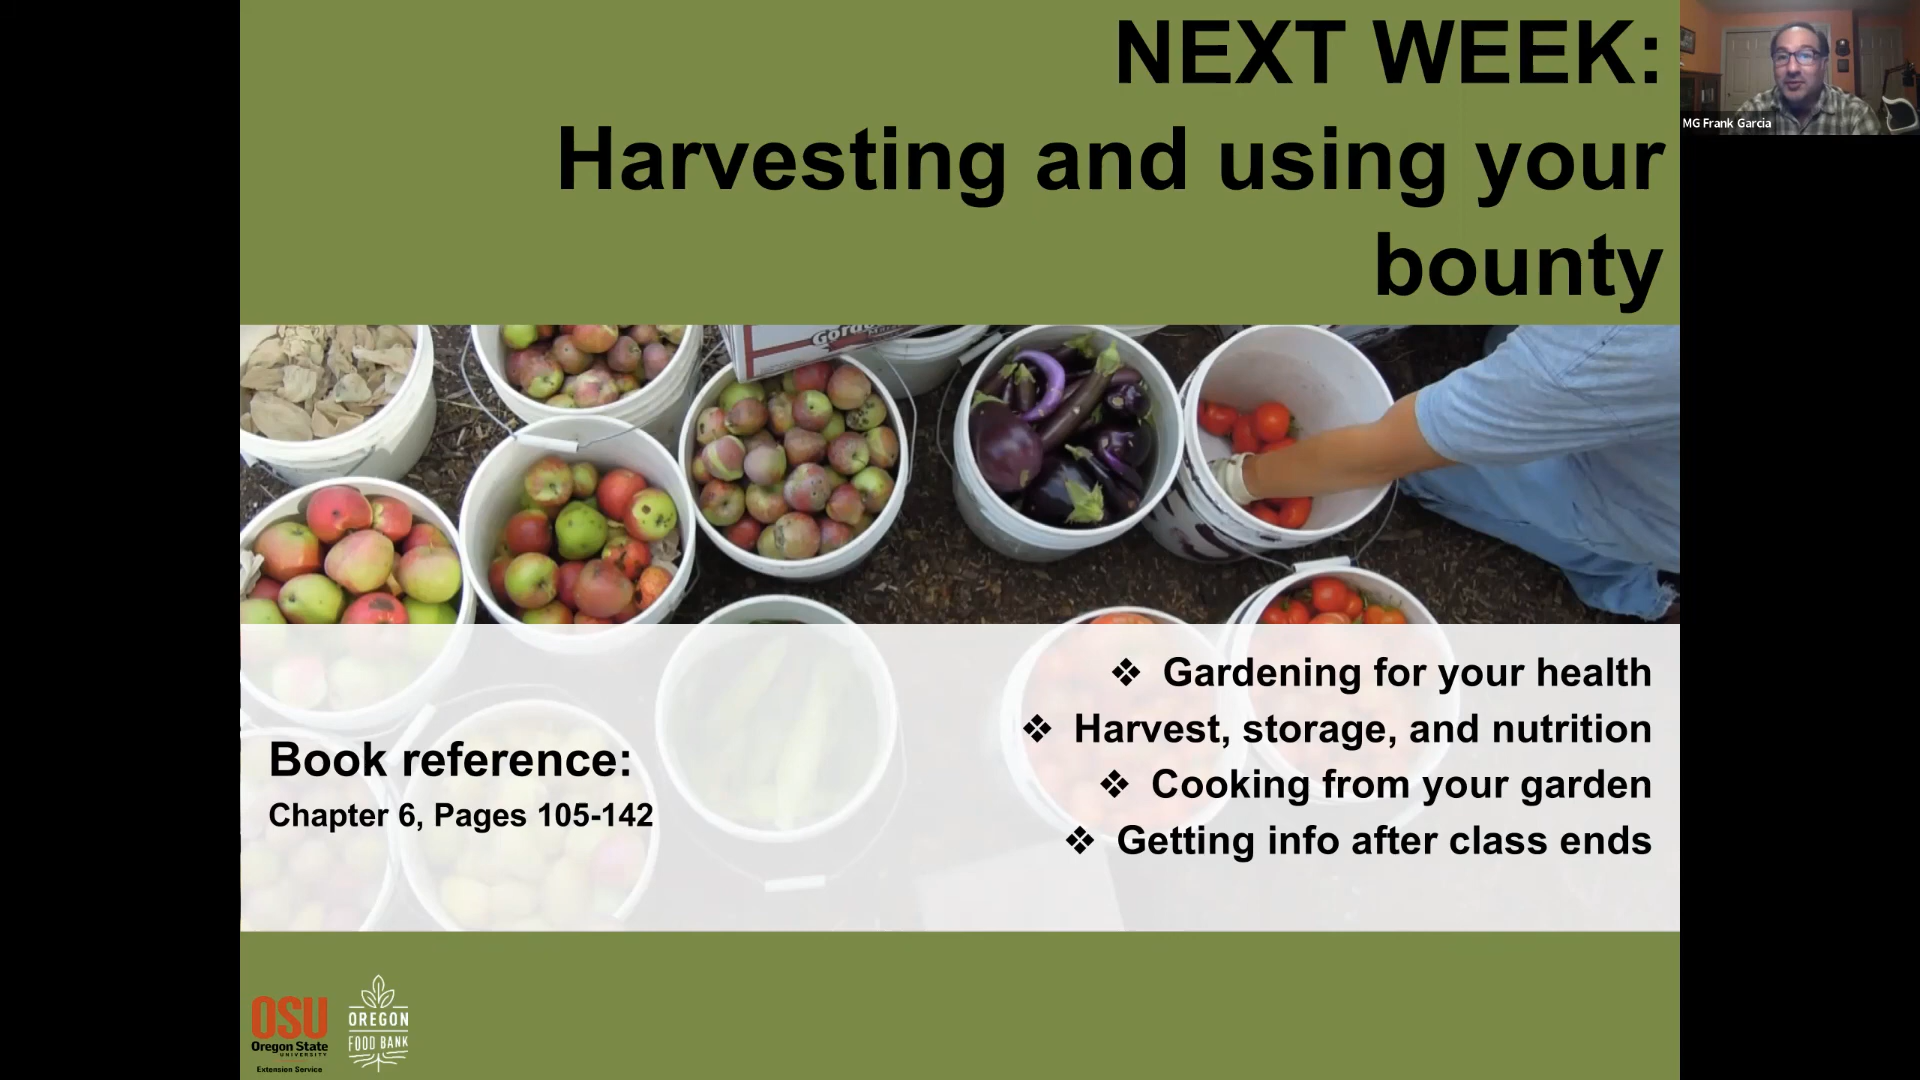 NEXT WEEK:
Harvesting and using your
bounty
MG Frank Garcia
❖ Gardening for your health
❖ Harvest, storage, and nutrition
❖ Cooking from your garden
❖ Getting info after class ends
Book reference:
Chapter 6, Pages 105-142
OSU
Oregon State
UNIVERSITY
Extension Service
OREGON
FOOD BANK